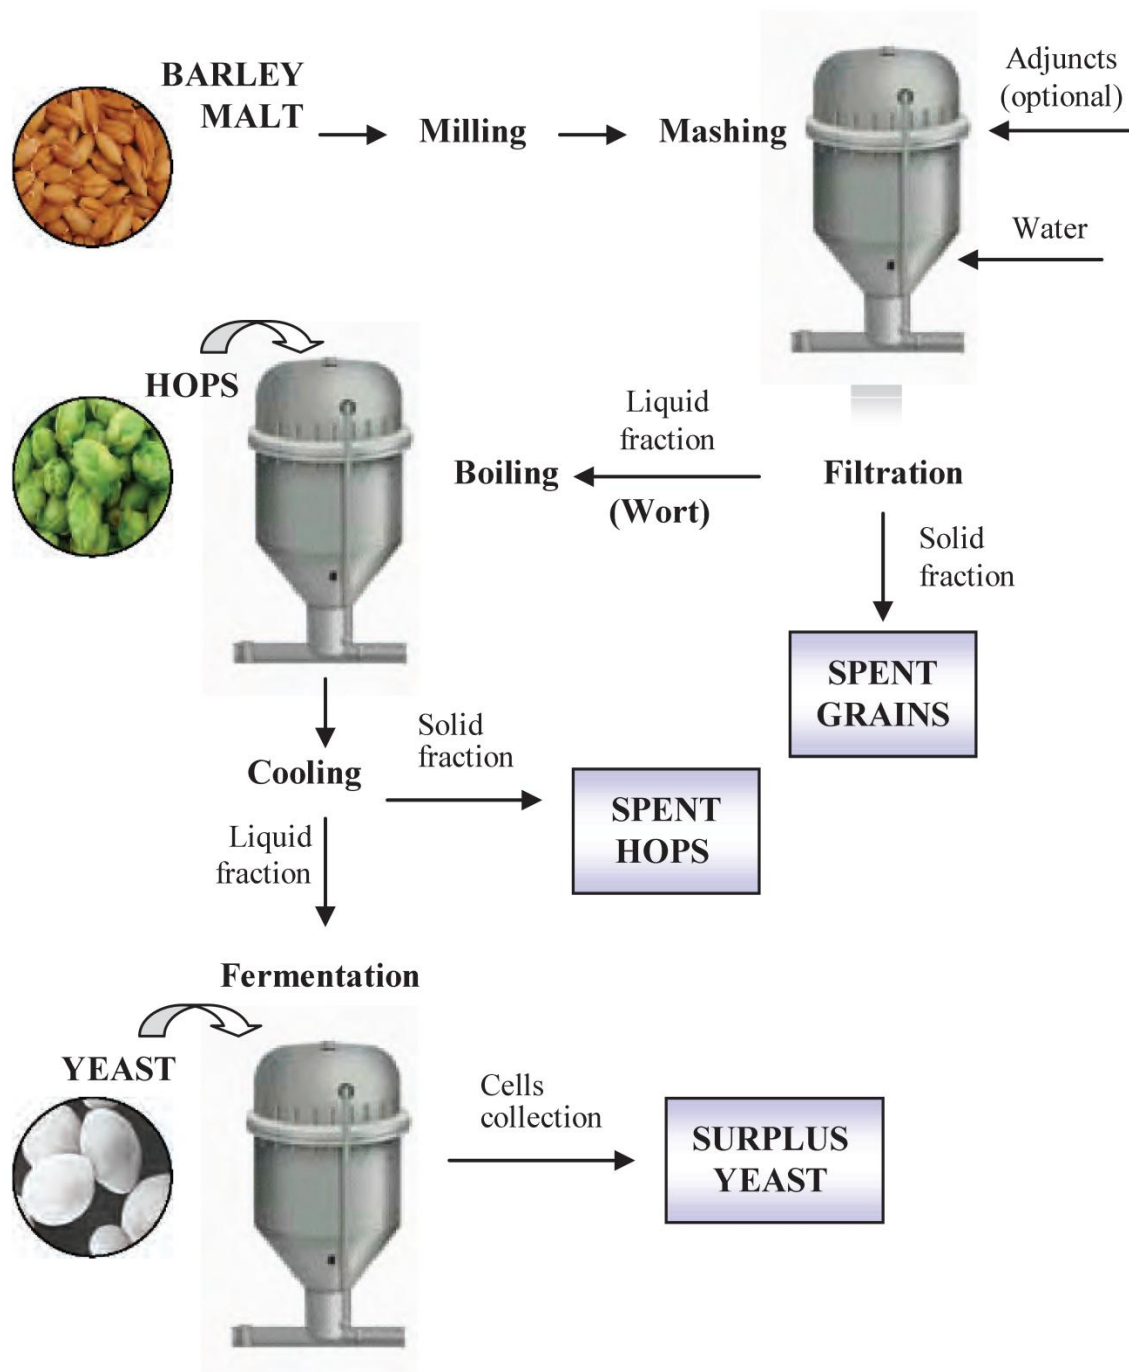 BARLEY
MALT
Milling
Mashing
Adjuncts
(optional)
Water
HOPS
Liquid
fraction
Boiling
(Wort)
Filtration
Solid
fraction
SPENT
GRAINS
Solid
fraction
Cooling
SPENT
HOPS
Liquid
fraction
Fermentation
YEAST
Cells
collection
SURPLUS
YEAST